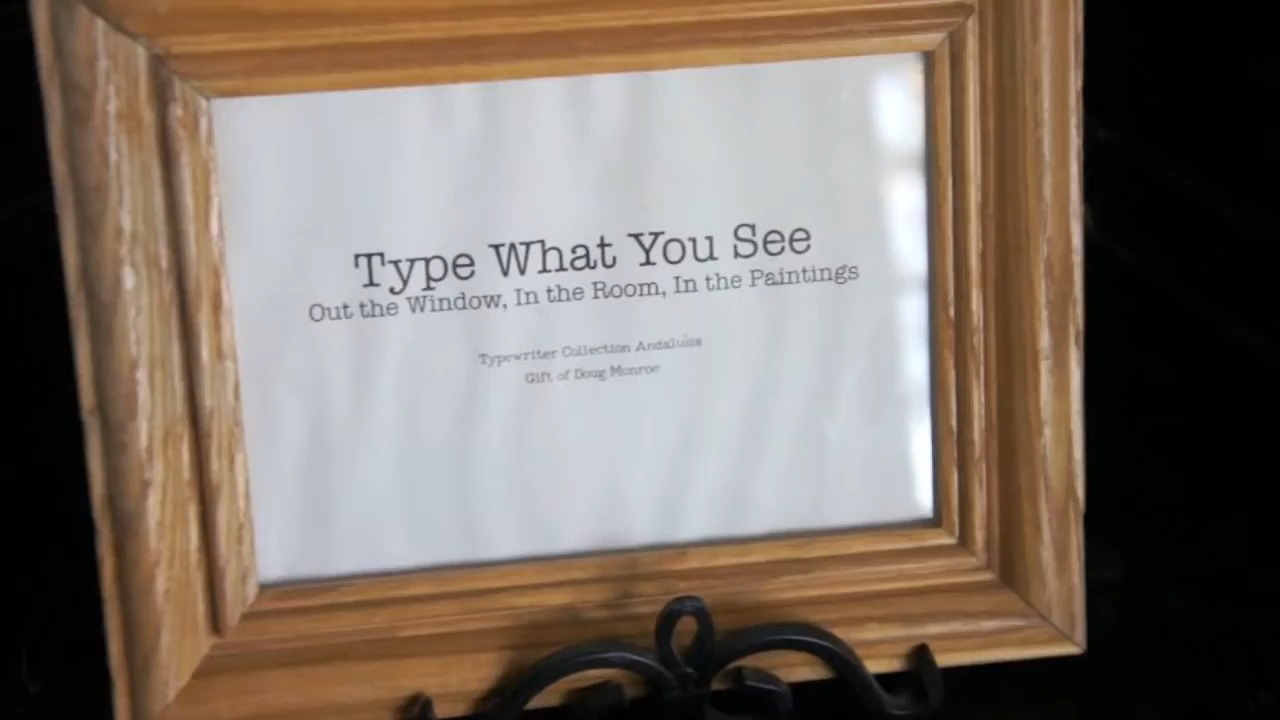 Type What You See
Out the Window, In the Room, In the Paintings
Typewriter Collection Andalusia
Gift of Doug Monroe